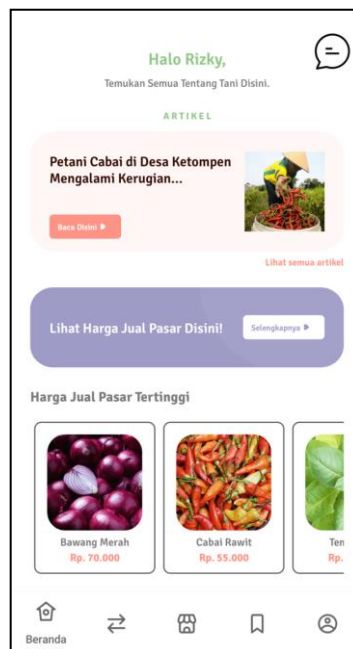 Halo Rizky,
Temukan Semua Tentang Tani Disini.
ARTIKEL
Petani Cabai di Desa Ketompen
Mengalami Kerugian...
Baca Disini
Lihat semua artikel
Lihat Harga Jual Pasar Disini!
Selengkapnya
Harga Jual Pasar Tertinggi
Bawang Merah
Rp. 70.000
Cabai Rawit
Rp. 55.000
Tem
Rp.
Beranda